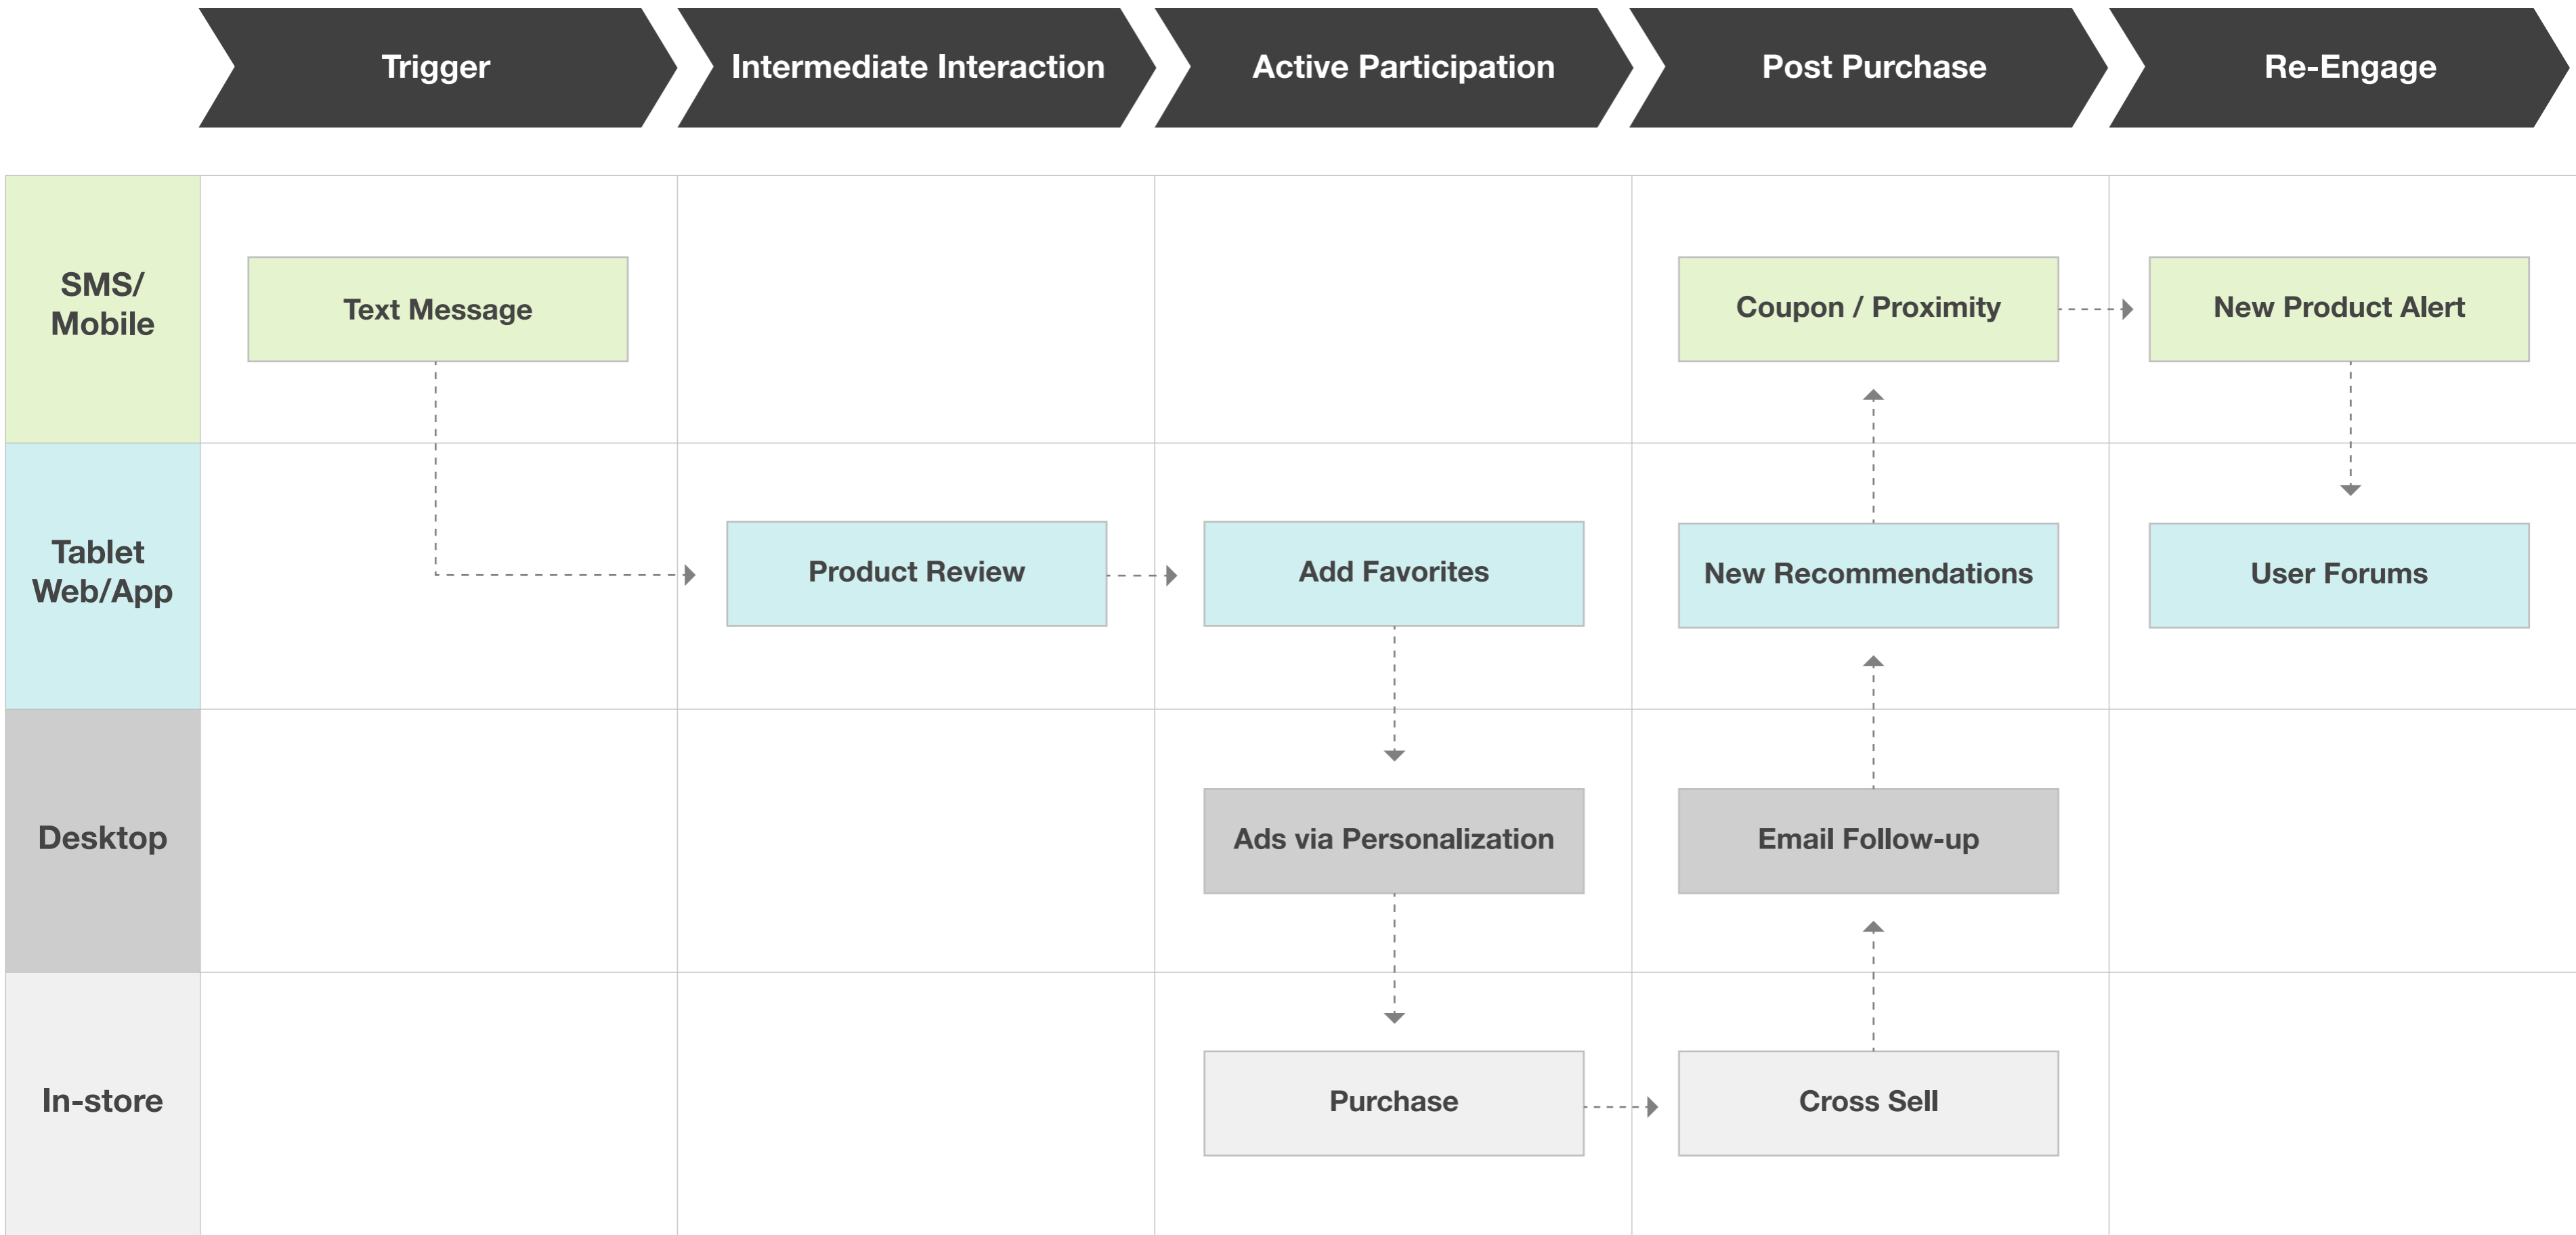 Trigger
Intermediate Interaction
Active Participation
Post Purchase
Re-Engage
SMS/
Mobile
Text Message
Coupon / Proximity
New Product Alert
Tablet
Web/App
Product Review
Add Favorites
New Recommendations
User Forums
Desktop
Ads via Personalization
Email Follow-up
In-store
Purchase
Cross Sell